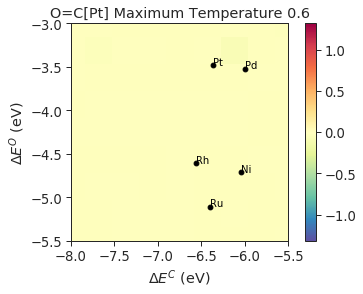 O=C[Pt] Maximum Temperature 0.6
−3.0
−3.5
−4.0
−4.5
−5.0
−5.5
ΔE^O (eV)
Pt
Pd
Rh
Ni
Ru
−8.0 −7.5 −7.0 −6.5 −6.0 −5.5
ΔE^C (eV)
1.0
0.5
0.0
−0.5
−1.0